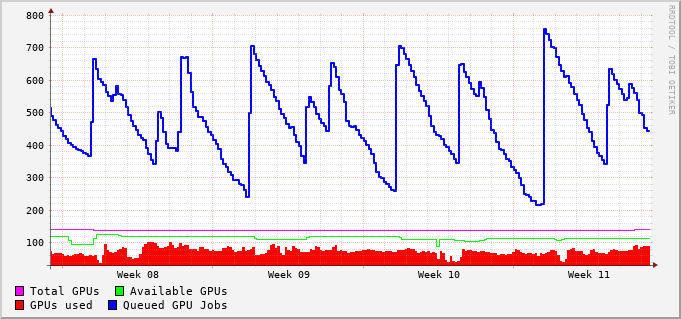 800
700
600
500
400
300
200
100
Week 08 Week 09 Week 10 Week 11
Total GPUs Available GPUs
GPUs used Queued GPU Jobs
RRDTOOL / TOBI OETIKER